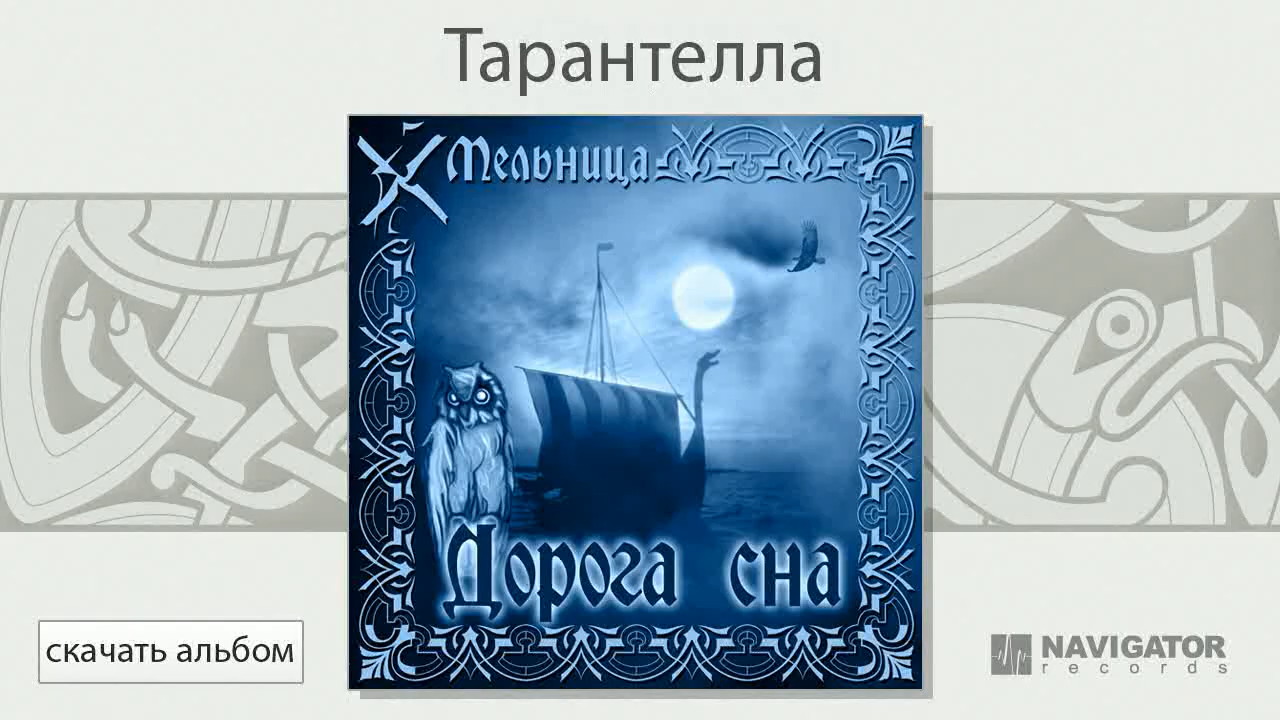 Тарантелла
Мельница
Дорога сна
скачать альбом
NAVIGATOR
records